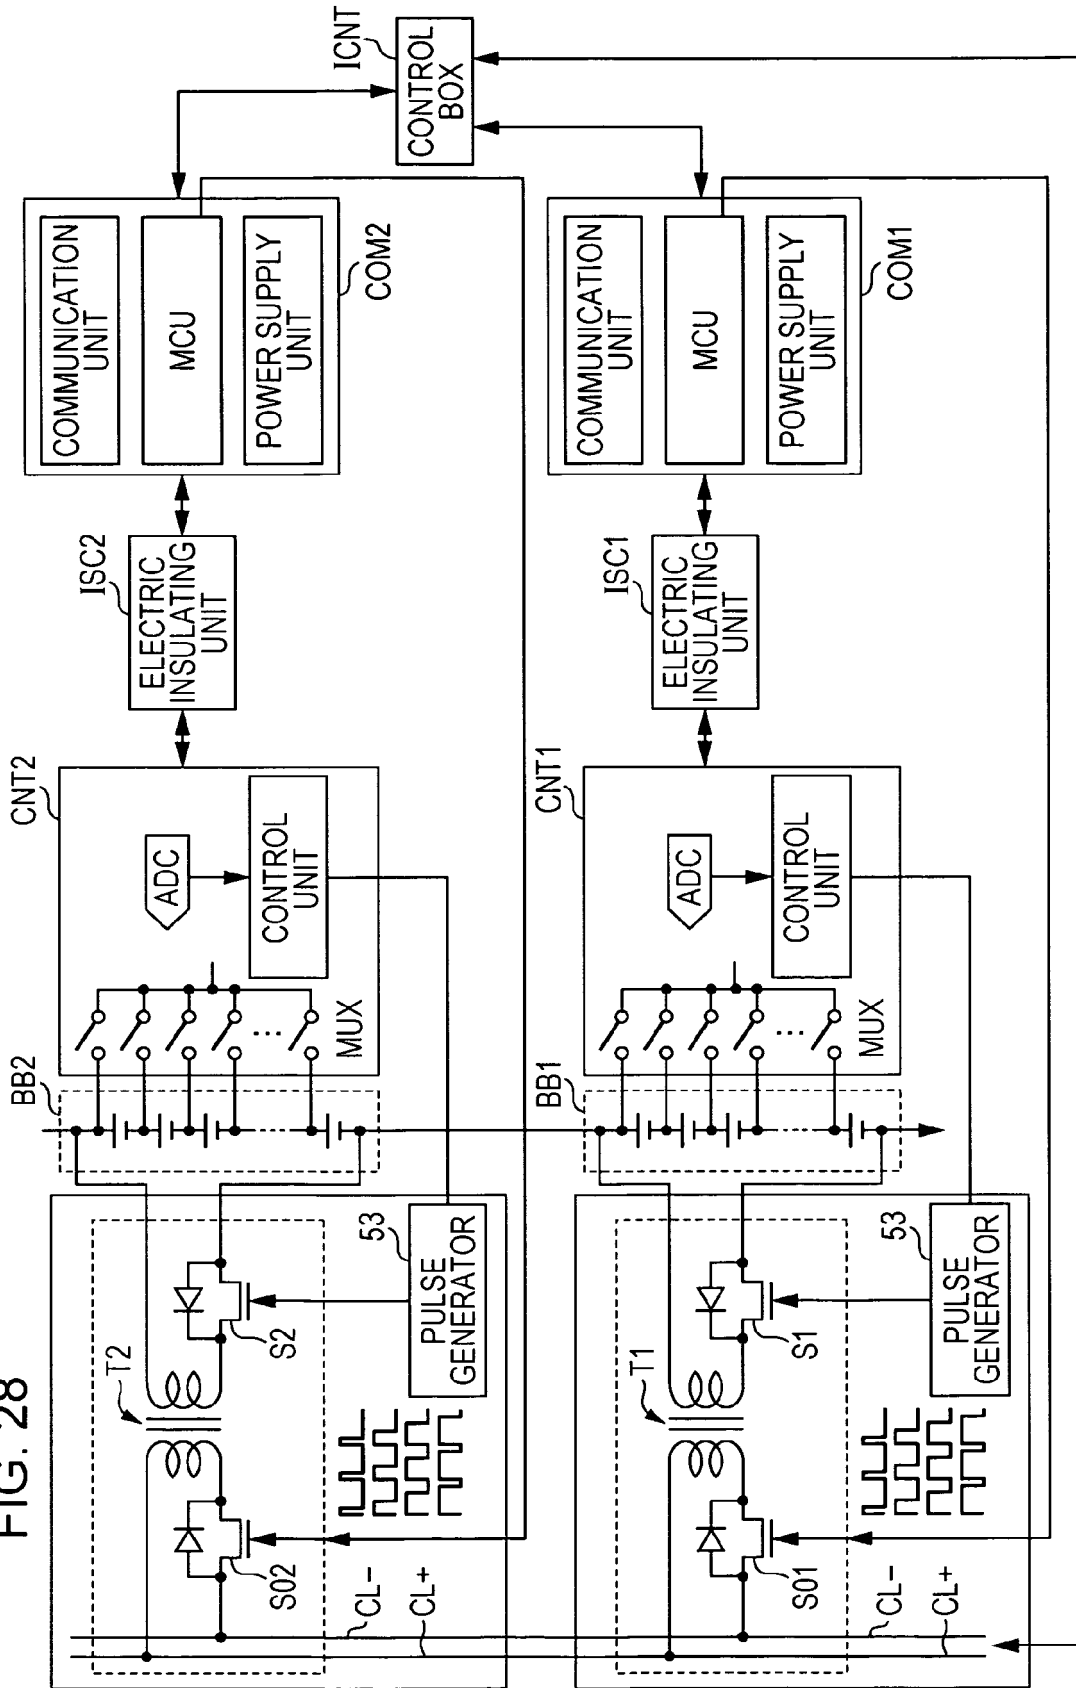 FIG. 28
ICNT
CONTROL
BOX
COMMUNICATION
UNIT
MCU
POWER SUPPLY
UNIT
COM2
ISC2
ELECTRIC
INSULATING
UNIT
CNT2
ADC
CONTROL
UNIT
MUX
BB2
T2
S2
S02
53
PULSE
GENERATOR
CL-
CL+
COMMUNICATION
UNIT
MCU
POWER SUPPLY
UNIT
COM1
ISC1
ELECTRIC
INSULATING
UNIT
CNT1
ADC
CONTROL
UNIT
MUX
BB1
T1
S1
S01
53
PULSE
GENERATOR
CL-
CL+